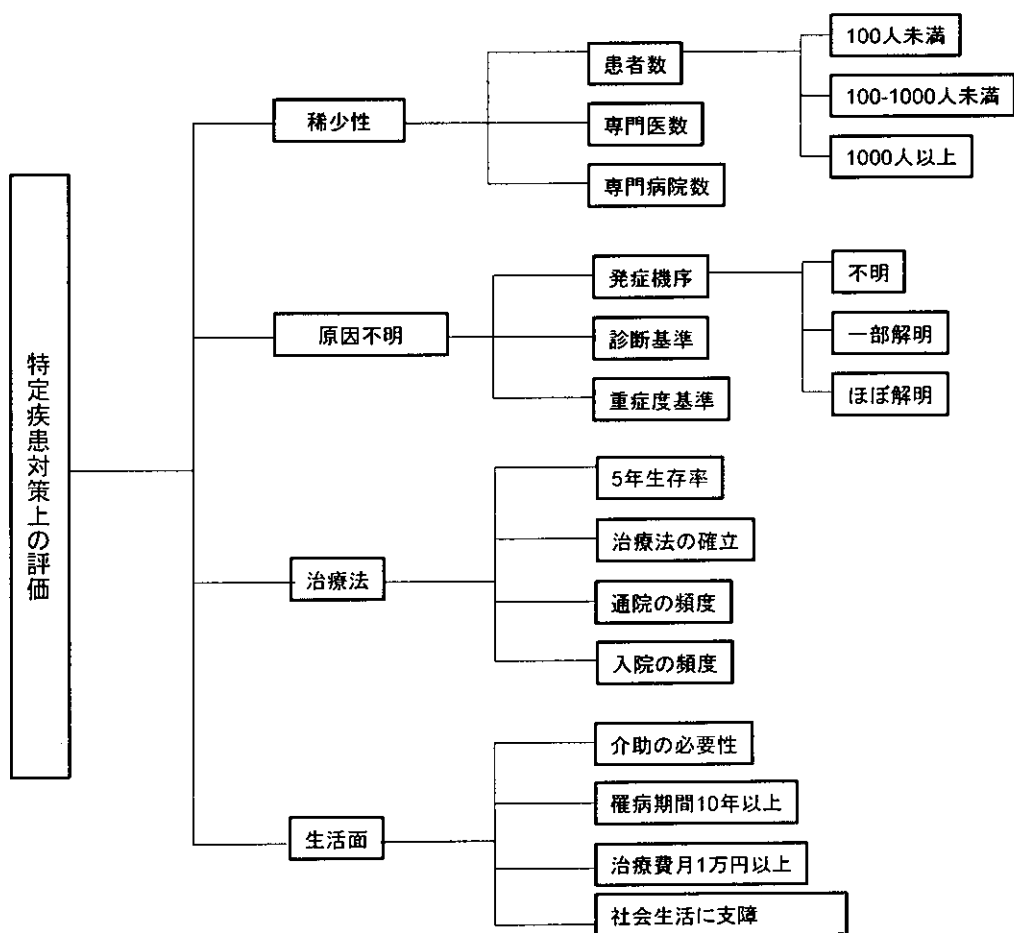 特定疾患対策上の評価
稀少性
患者数
100人未満
100-1000人未満
1000人以上
専門医数
専門病院数
原因不明
発症機序
不明
一部解明
ほぼ解明
診断基準
重症度基準
治療法
5年生存率
治療法の確立
通院の頻度
入院の頻度
生活面
介助の必要性
罹病期間10年以上
治療費月1万円以上
社会生活に支障